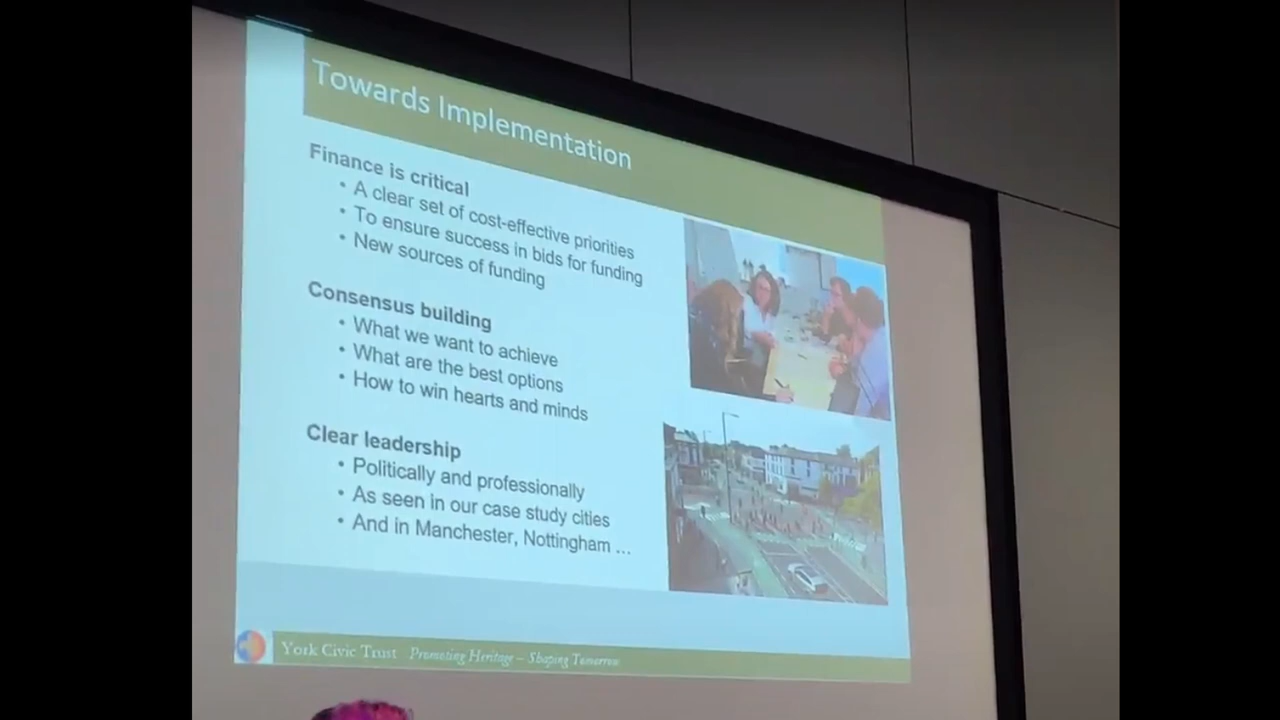 Towards Implementation
Finance is critical
• A clear set of cost-effective priorities
• To ensure success in bids for funding
• New sources of funding
Consensus building
• What we want to achieve
• What are the best options
• How to win hearts and minds
Clear leadership
• Politically and professionally
• As seen in our case study cities
• And in Manchester, Nottingham ...
York Civic Trust Promoting Heritage – Shaping Tomorrow